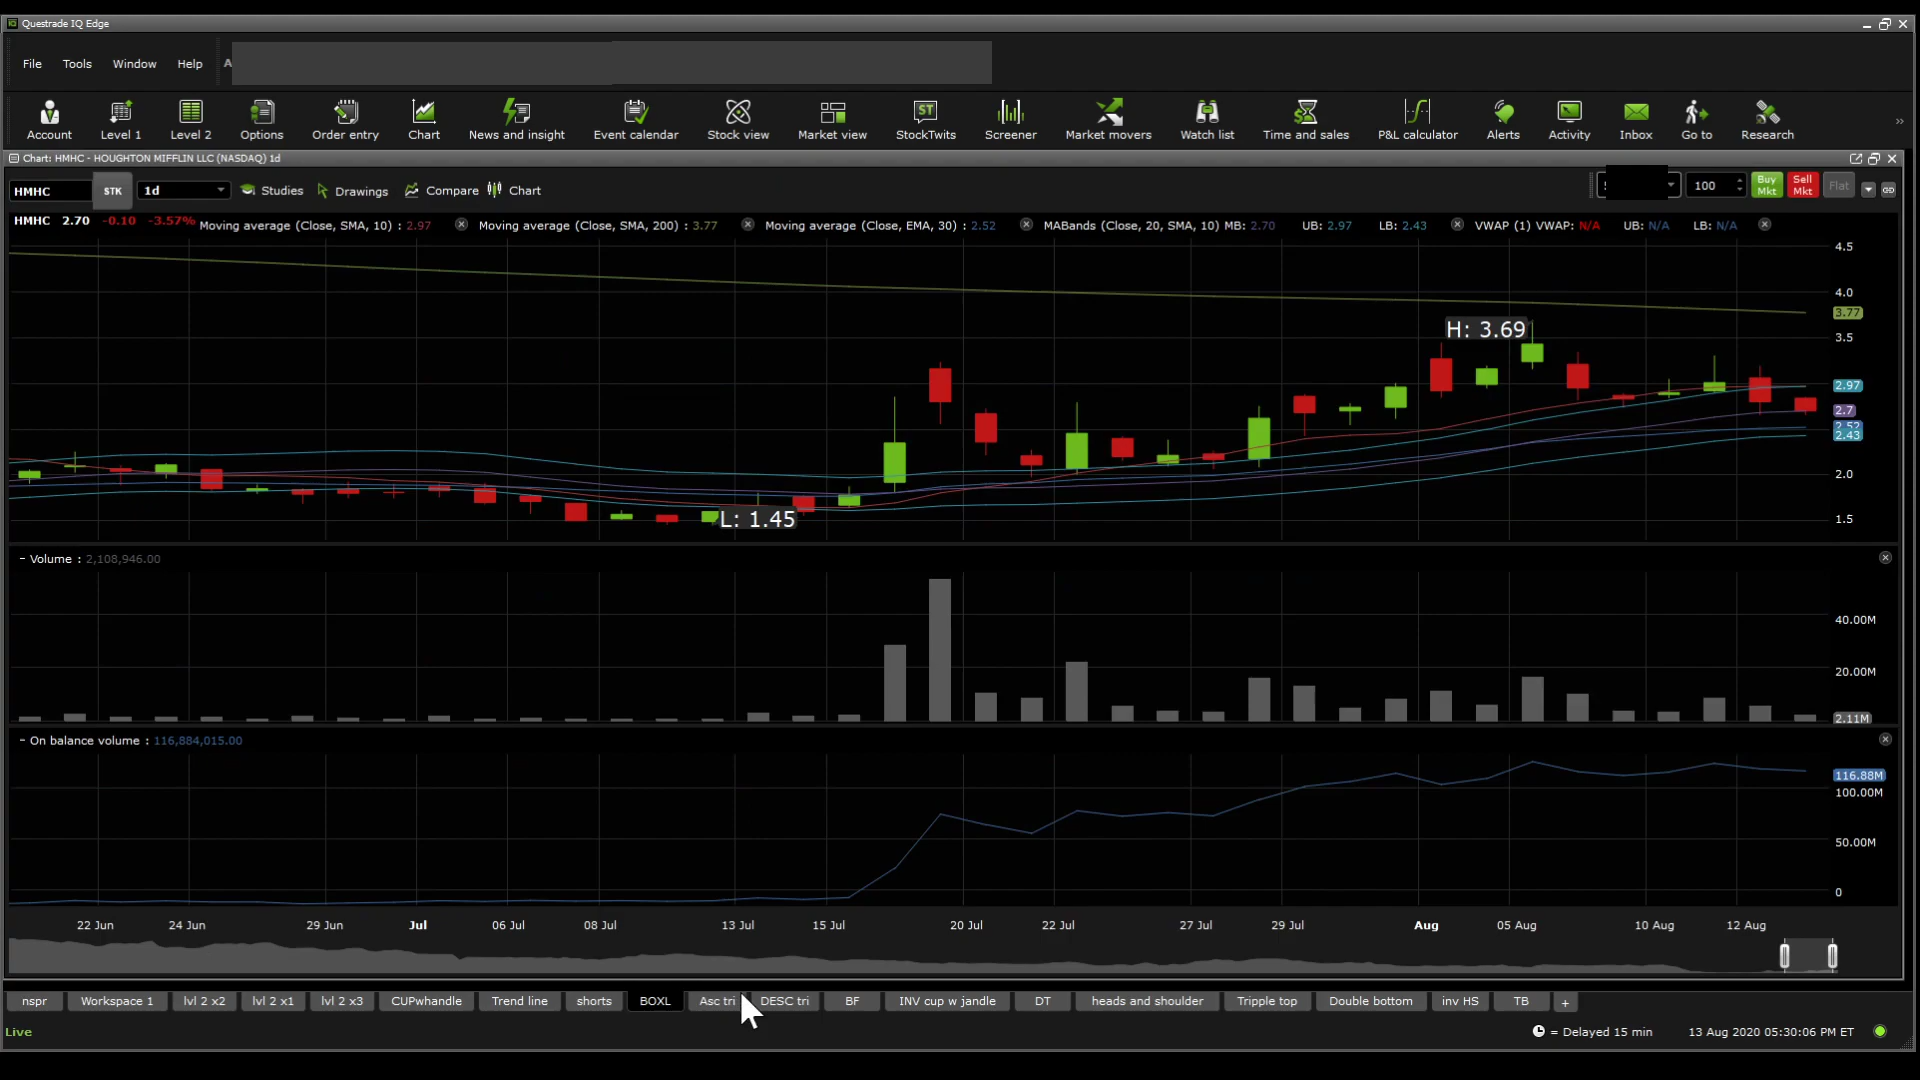 Questrade IQ Edge
File Tools Window Help A
Account Level 1 Level 2 Options Order entry Chart News and insight Event calendar Stock view Market view StockTwits Screener Market movers Watch list Time and sales P&L calculator Alerts Activity Inbox Go to Research
Chart: HMHC - HOUGHTON MIFFLIN LLC (NASDAQ) 1d
HMHC STK 1d Studies Drawings Compare Chart 100 Buy Mkt Sell Mkt Flat
HMHC 2.70 -0.10 -3.57% Moving average (Close, SMA, 10) : 2.97 Moving average (Close, SMA, 200) : 3.77 Moving average (Close, EMA, 30) : 2.52 MABands (Close, 20, SMA, 10) MB: 2.70 UB: 2.97 LB: 2.43 VWAP (1) VWAP: N/A UB: N/A LB: N/A
4.5
4.0
3.77
H: 3.69
3.5
2.97
2.7
2.52
2.43
2.0
L: 1.45
1.5
- Volume : 2,108,946.00
40.00M
20.00M
2.11M
- On balance volume : 116,884,015.00
116.88M
100.00M
50.00M
0
22 Jun 24 Jun 29 Jun Jul 06 Jul 08 Jul 13 Jul 15 Jul 20 Jul 22 Jul 27 Jul 29 Jul Aug 05 Aug 10 Aug 12 Aug
nspr Workspace 1 lvl 2 x2 lvl 2 x1 lvl 2 x3 CUPwhandle Trend line shorts BOXL Asc tri DESC tri BF INV cup w jandle DT heads and shoulder Tripple top Double bottom inv HS TB +
Live = Delayed 15 min 13 Aug 2020 05:30:06 PM ET